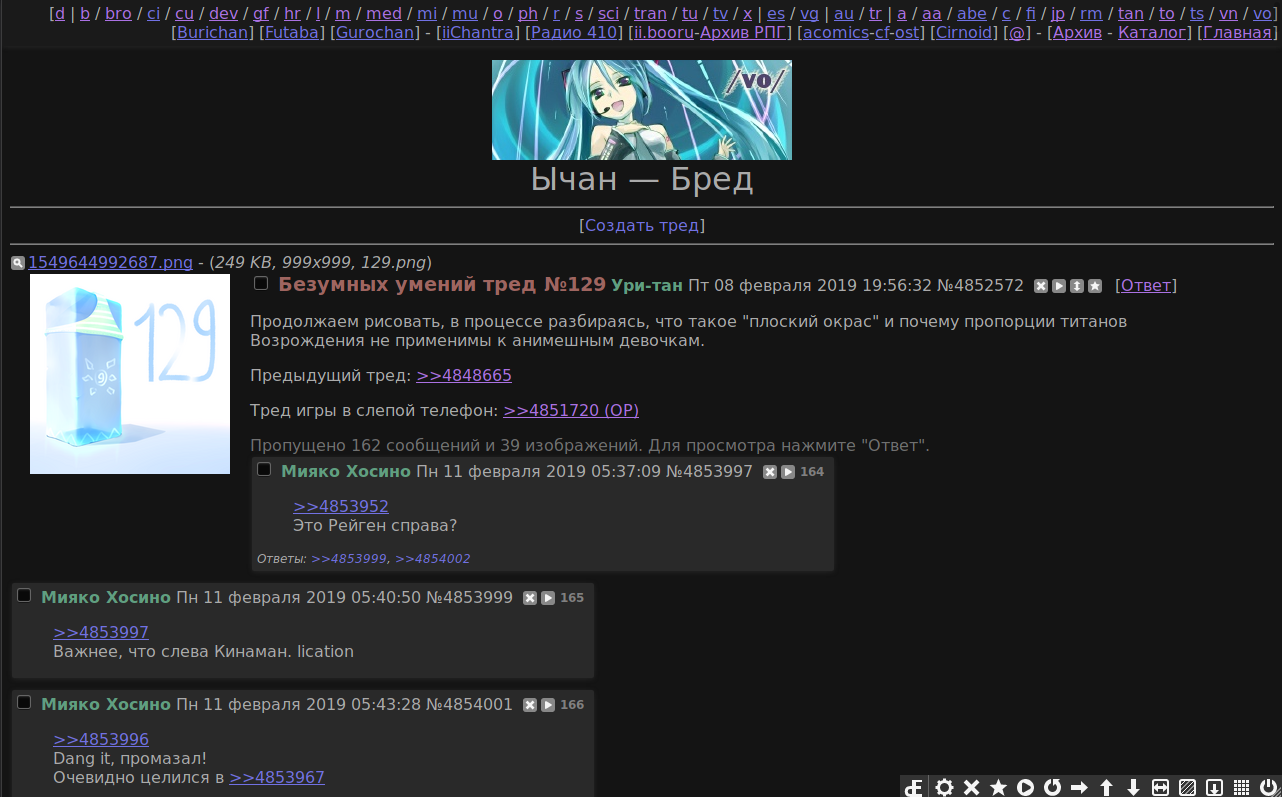 [d | b / bro / ci / cu / dev / gf / hr / l / m / med / mi / mu / o / ph / r / s / sci / tran / tu / tv / x | es / vg | au / tr | a / aa / abe / c / fi / jp / rm / tan / to / ts / vn / vo]
[Burichan] [Futaba] [Gurochan] - [iiChantra] [Радио 410] [ii.booru-Архив РПГ] [acomics-cf-ost] [Cirnoid] [@] - [Архив - Каталог] [Главная]
/vo/
Ычан — Бред
[Создать тред]
1549644992687.png - (249 KB, 999x999, 129.png)
129
Безумных умений тред №129 Ури-тан Пт 08 февраля 2019 19:56:32 №4852572 [Ответ]
Продолжаем рисовать, в процессе разбираясь, что такое "плоский окрас" и почему пропорции титанов
Возрождения не применимы к анимешным девочкам.
Предыдущий тред: >>4848665
Тред игры в слепой телефон: >>4851720 (OP)
Пропущено 162 сообщений и 39 изображений. Для просмотра нажмите "Ответ".
Мияко Хосино Пн 11 февраля 2019 05:37:09 №4853997 164
>>4853952
Это Рейген справа?
Ответы: >>4853999, >>4854002
Мияко Хосино Пн 11 февраля 2019 05:40:50 №4853999 165
>>4853997
Важнее, что слева Кинаман. lication
Мияко Хосино Пн 11 февраля 2019 05:43:28 №4854001 166
>>4853996
Dang it, промазал!
Очевидно целился в >>4853967